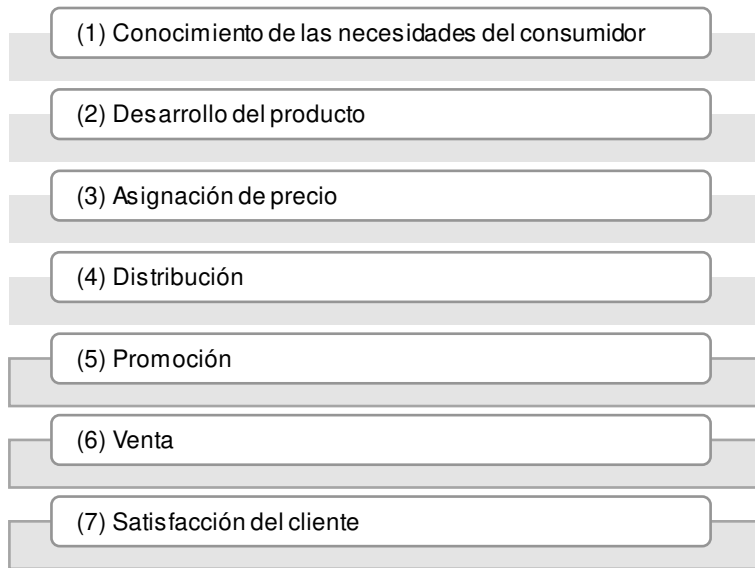 (1) Conocimiento de las necesidades del consumidor
(2) Desarrollo del producto
(3) Asignación de precio
(4) Distribución
(5) Promoción
(6) Venta
(7) Satisfacción del cliente